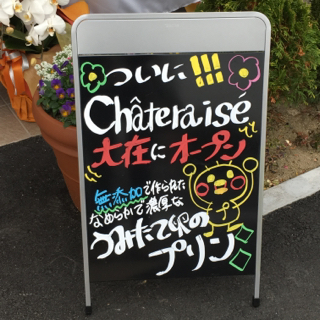 ついに!!!
Châteraisé
大在にオープン
無添加で作られた
なめらかで濃厚な
うみたて卵の
プリン